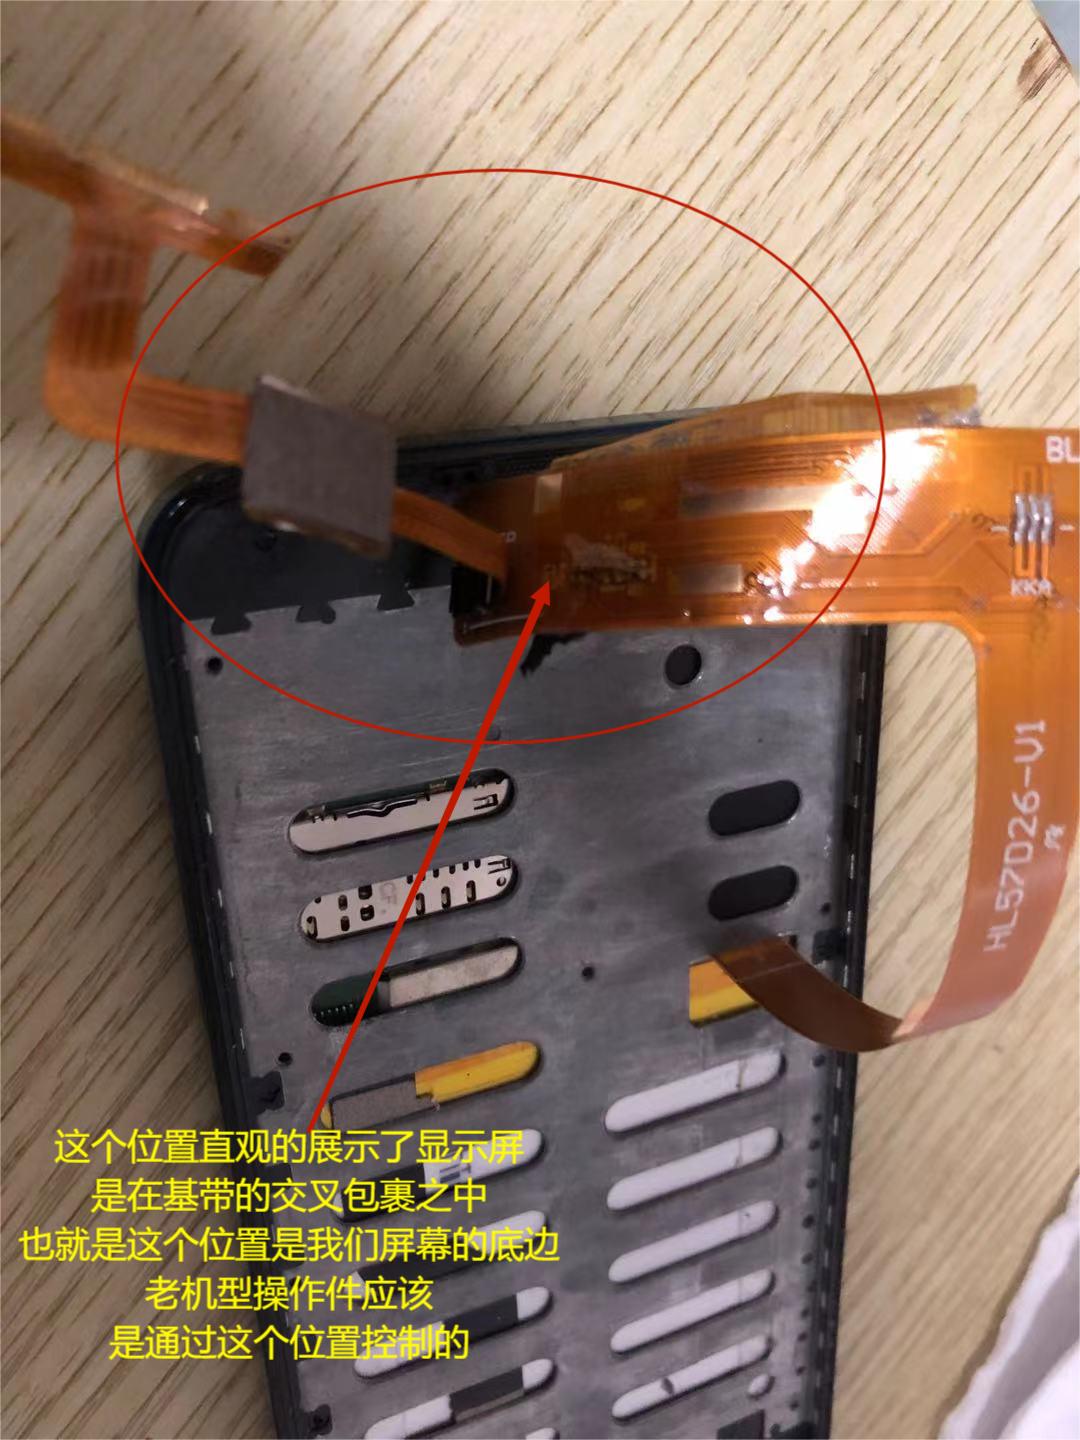 BL
KKA
HL57D26-V1
CF
这个位置直观的展示了显示屏
是在基带的交叉包裹之中
也就是这个位置是我们屏幕的底边
老机型操作件应该
是通过这个位置控制的